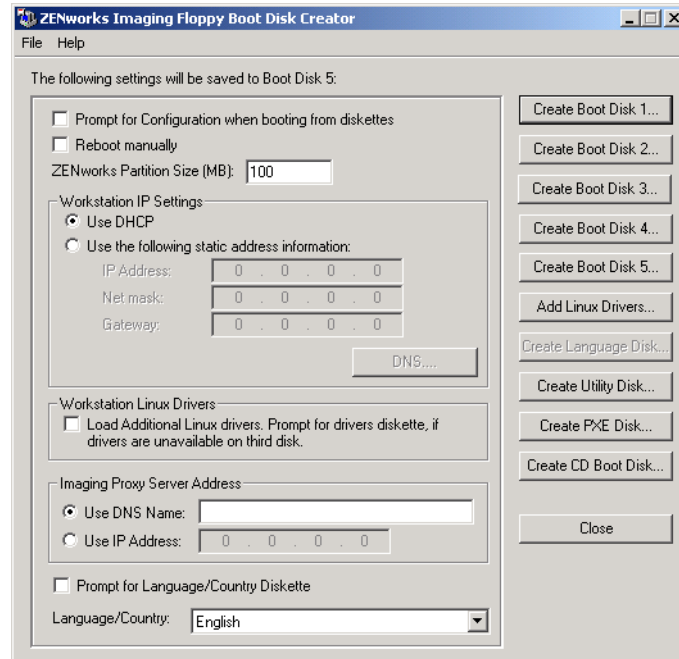 ZENworks Imaging Floppy Boot Disk Creator
File Help
The following settings will be saved to Boot Disk 5:
Prompt for Configuration when booting from diskettes
Reboot manually
ZENworks Partition Size (MB): 100
Workstation IP Settings
Use DHCP
Use the following static address information:
IP Address: 0 . 0 . 0 . 0
Net mask: 0 . 0 . 0 . 0
Gateway: 0 . 0 . 0 . 0
DNS....
Workstation Linux Drivers
Load Additional Linux drivers. Prompt for drivers diskette, if
drivers are unavailable on third disk.
Imaging Proxy Server Address
Use DNS Name:
Use IP Address: 0 . 0 . 0 . 0
Prompt for Language/Country Diskette
Language/Country: English
Create Boot Disk 1...
Create Boot Disk 2...
Create Boot Disk 3...
Create Boot Disk 4...
Create Boot Disk 5...
Add Linux Drivers...
Create Language Disk...
Create Utility Disk...
Create PXE Disk...
Create CD Boot Disk...
Close